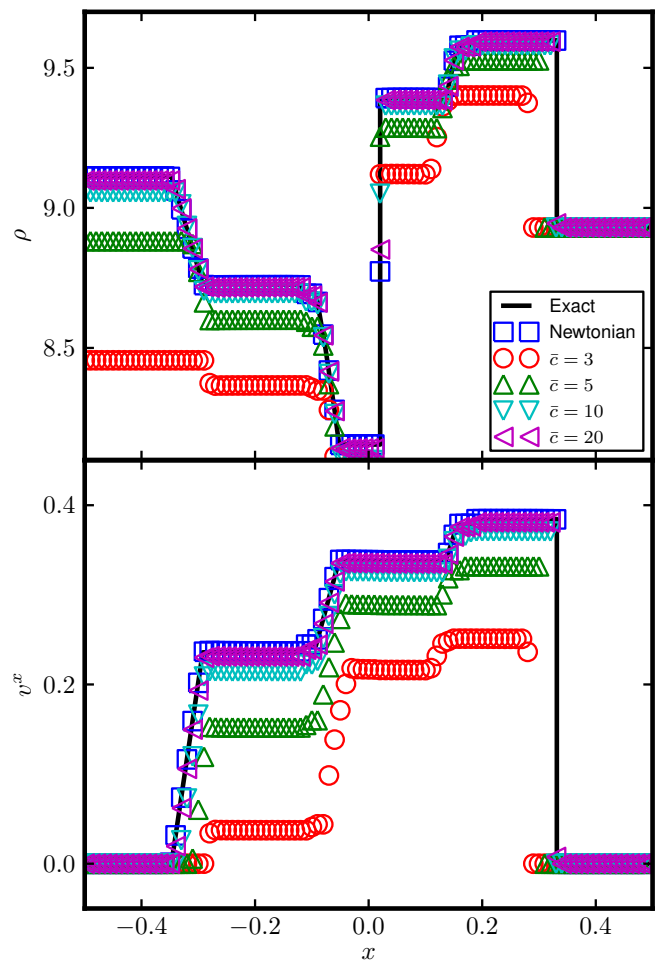 9.5
9.0
8.5
ρ
Exact
Newtonian
c̄ = 3
c̄ = 5
c̄ = 10
c̄ = 20
0.4
0.2
0.0
vˣ
−0.4 −0.2 0.0 0.2 0.4
x